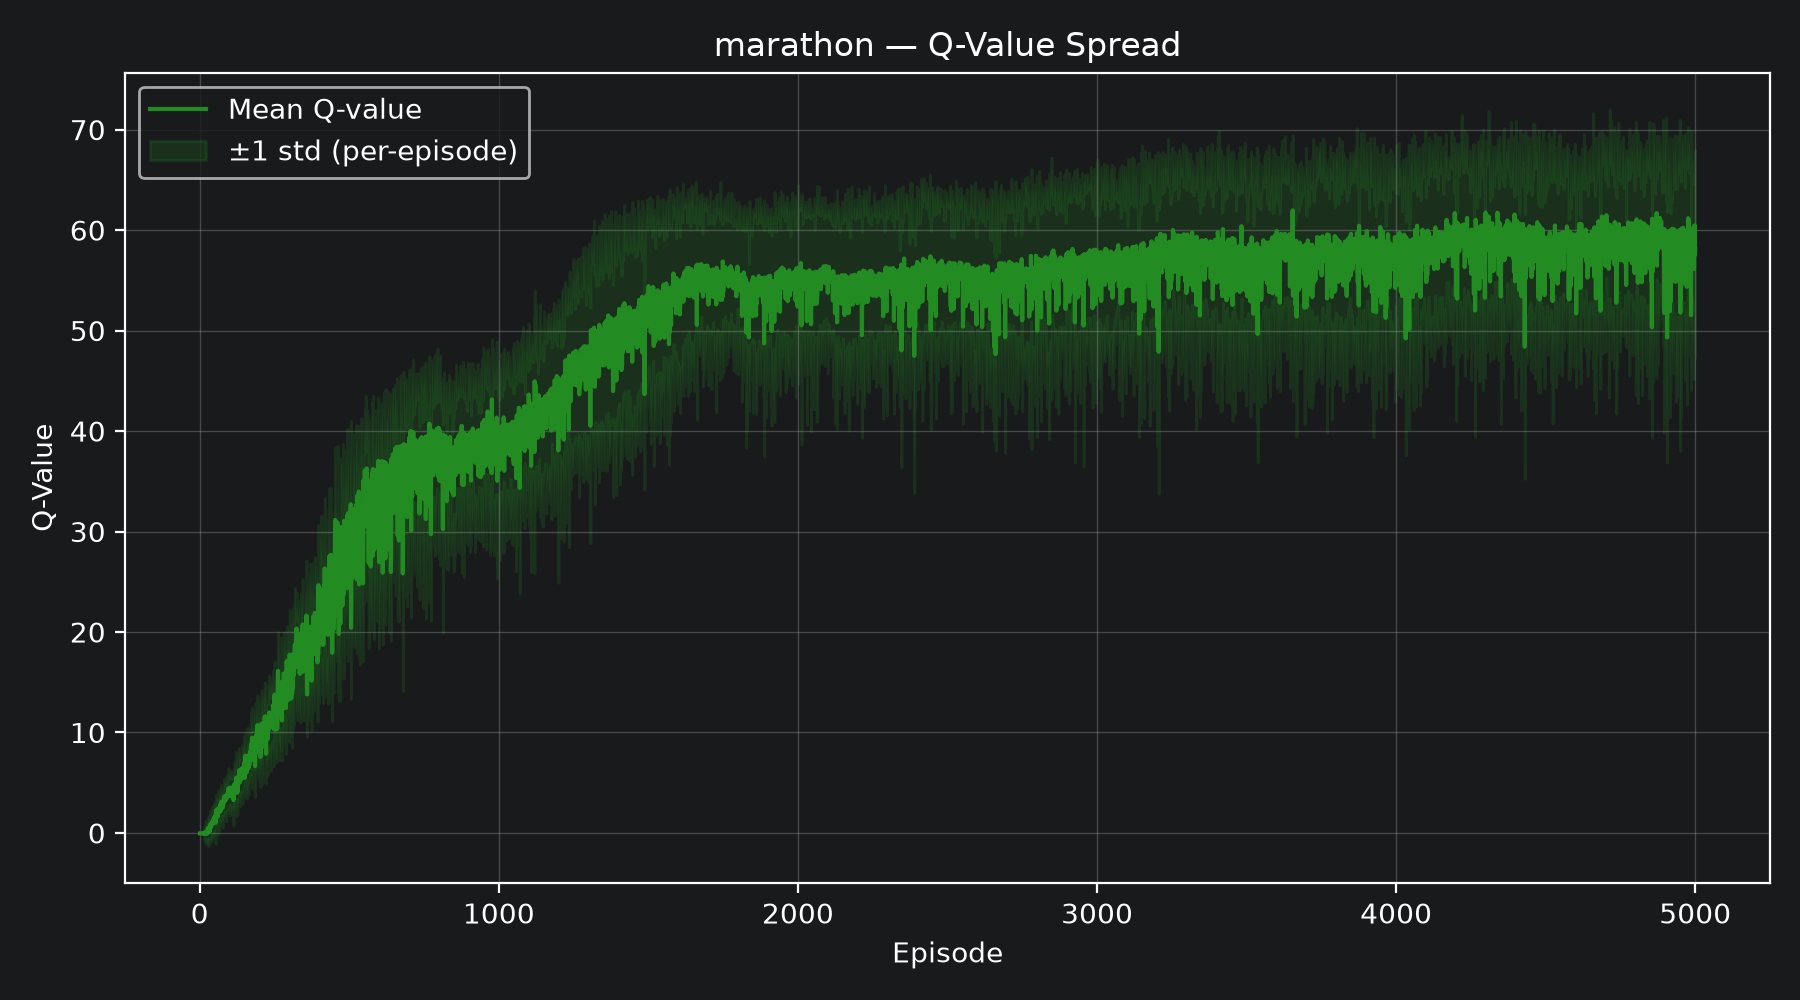 marathon — Q-Value Spread
Mean Q-value
±1 std (per-episode)
Q-Value
70
60
50
40
30
20
10
0
0 1000 2000 3000 4000 5000
Episode